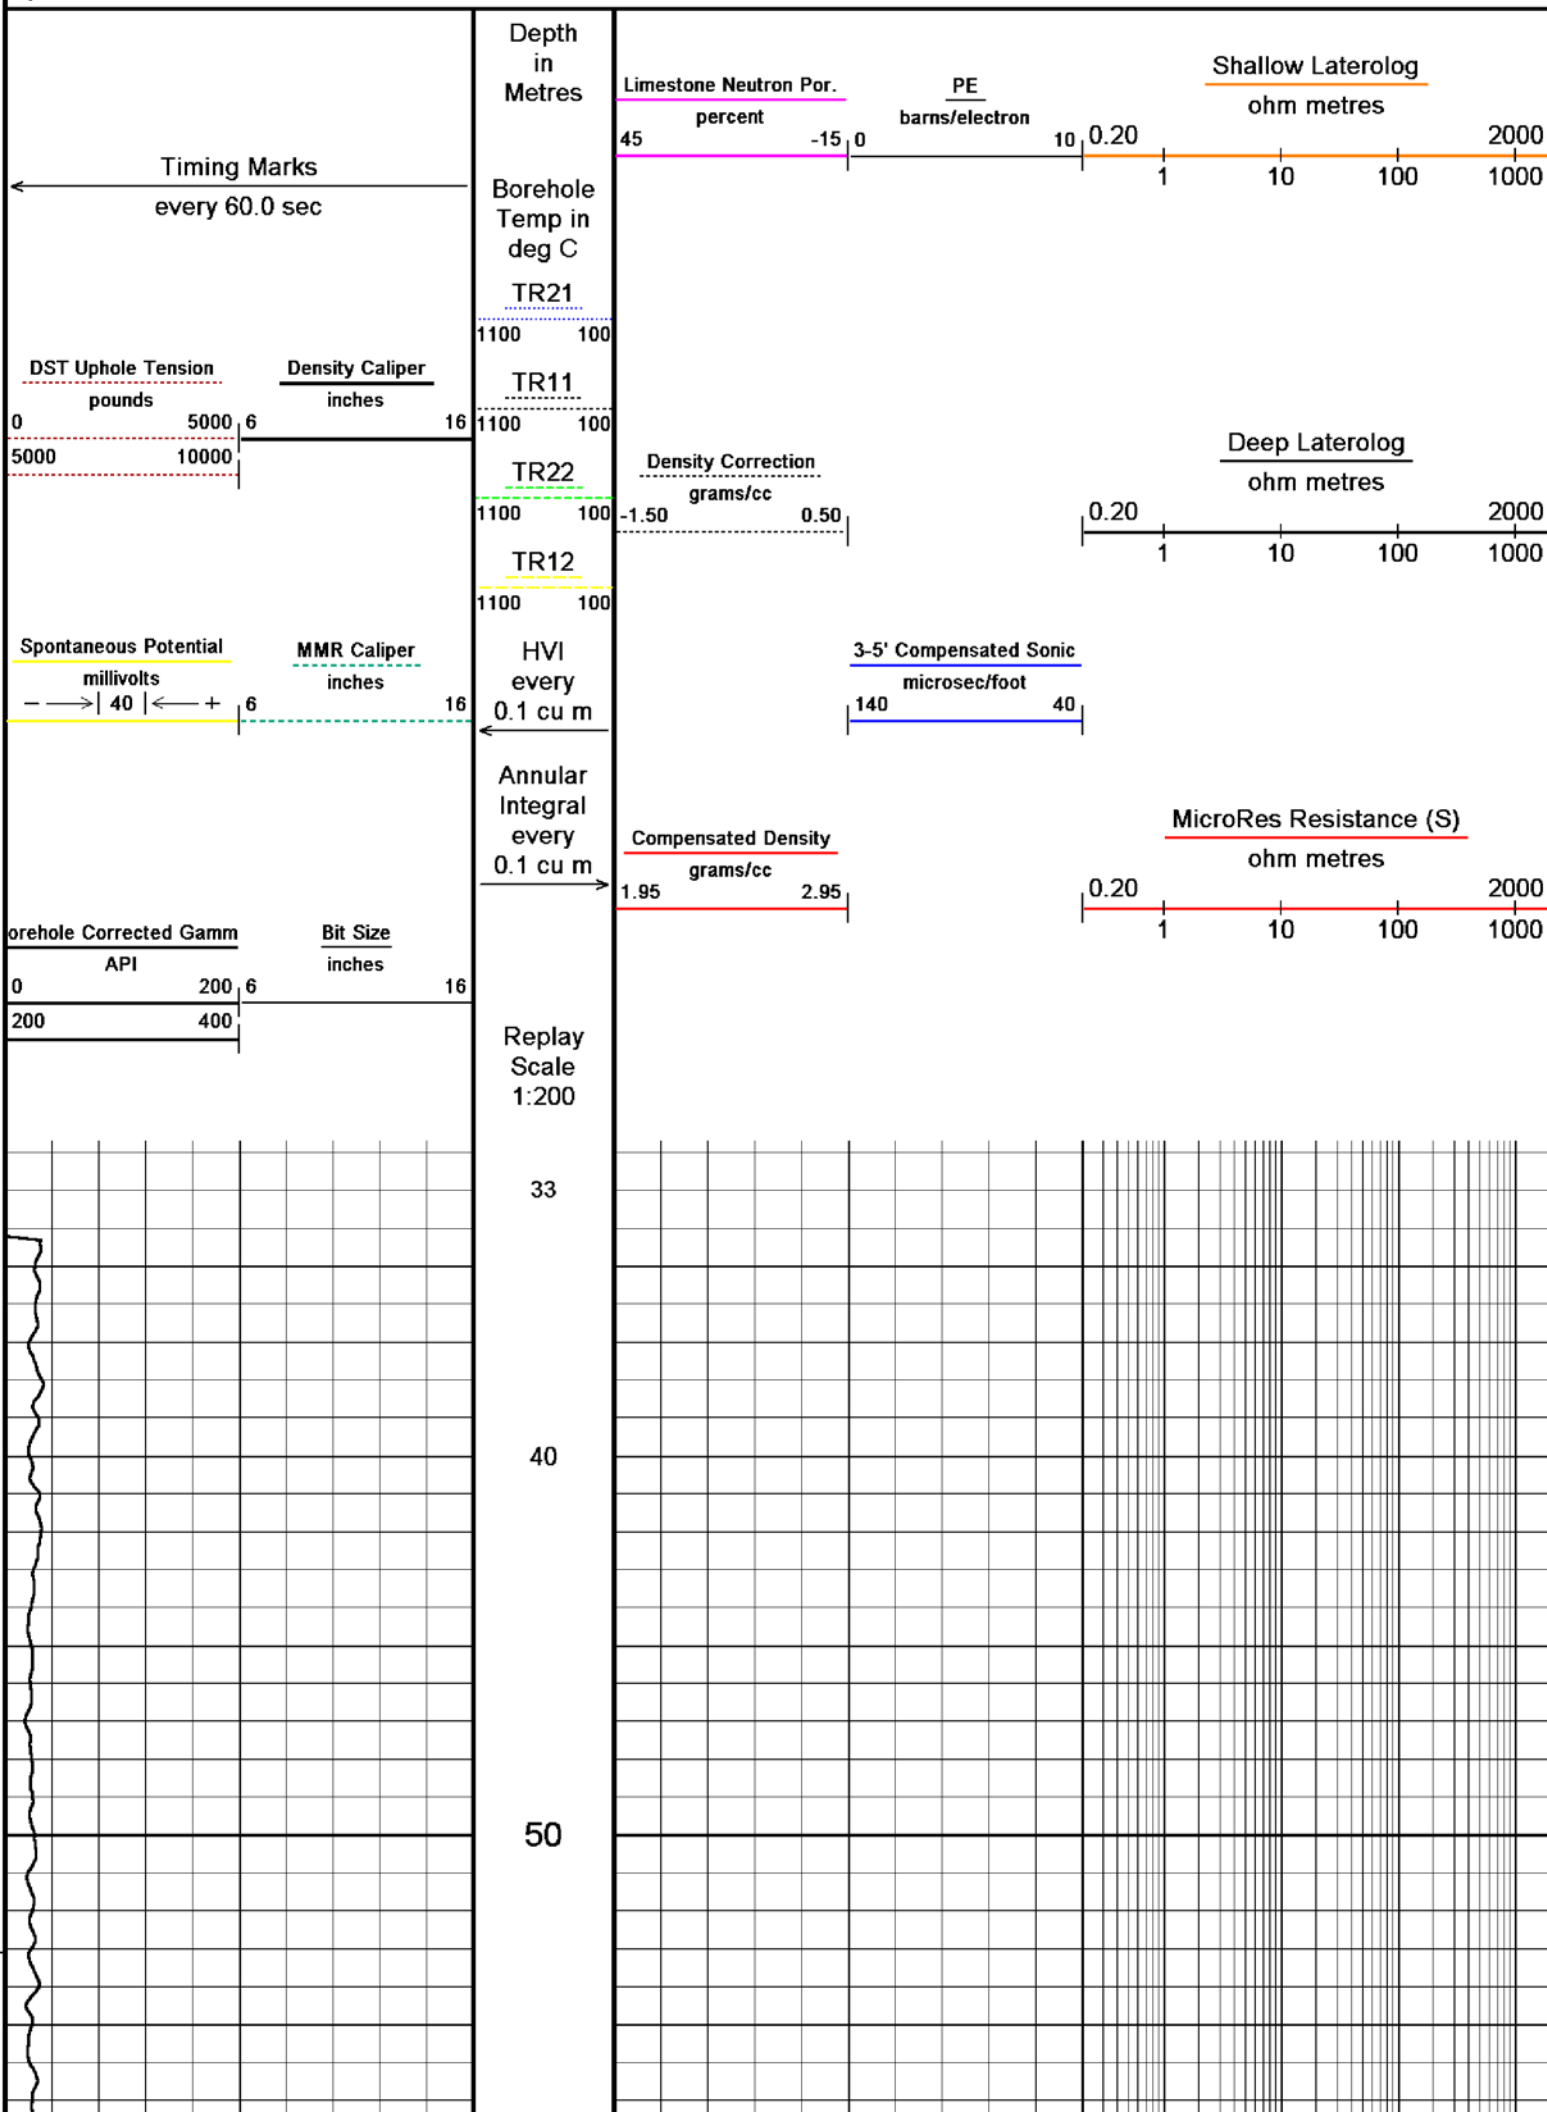 Timing Marks
every 60.0 sec
DST Uphole Tension
pounds
0 5000
5000 10000
Density Caliper
inches
6 16
Spontaneous Potential
millivolts
− →| 40 |← +
MMR Caliper
inches
6 16
orehole Corrected Gamm
API
0 200
200 400
Bit Size
inches
6 16
Depth
in
Metres
Borehole
Temp in
deg C
TR21
1100 100
TR11
1100 100
TR22
1100 100
TR12
1100 100
HVI
every
0.1 cu m
Annular
Integral
every
0.1 cu m
Replay
Scale
1:200
Limestone Neutron Por.
percent
45 -15
PE
barns/electron
0 10
Shallow Laterolog
ohm metres
0.20 2000
1 10 100 1000
Density Correction
grams/cc
-1.50 0.50
Deep Laterolog
ohm metres
0.20 2000
1 10 100 1000
3-5' Compensated Sonic
microsec/foot
140 40
Compensated Density
grams/cc
1.95 2.95
MicroRes Resistance (S)
ohm metres
0.20 2000
1 10 100 1000
33
40
50